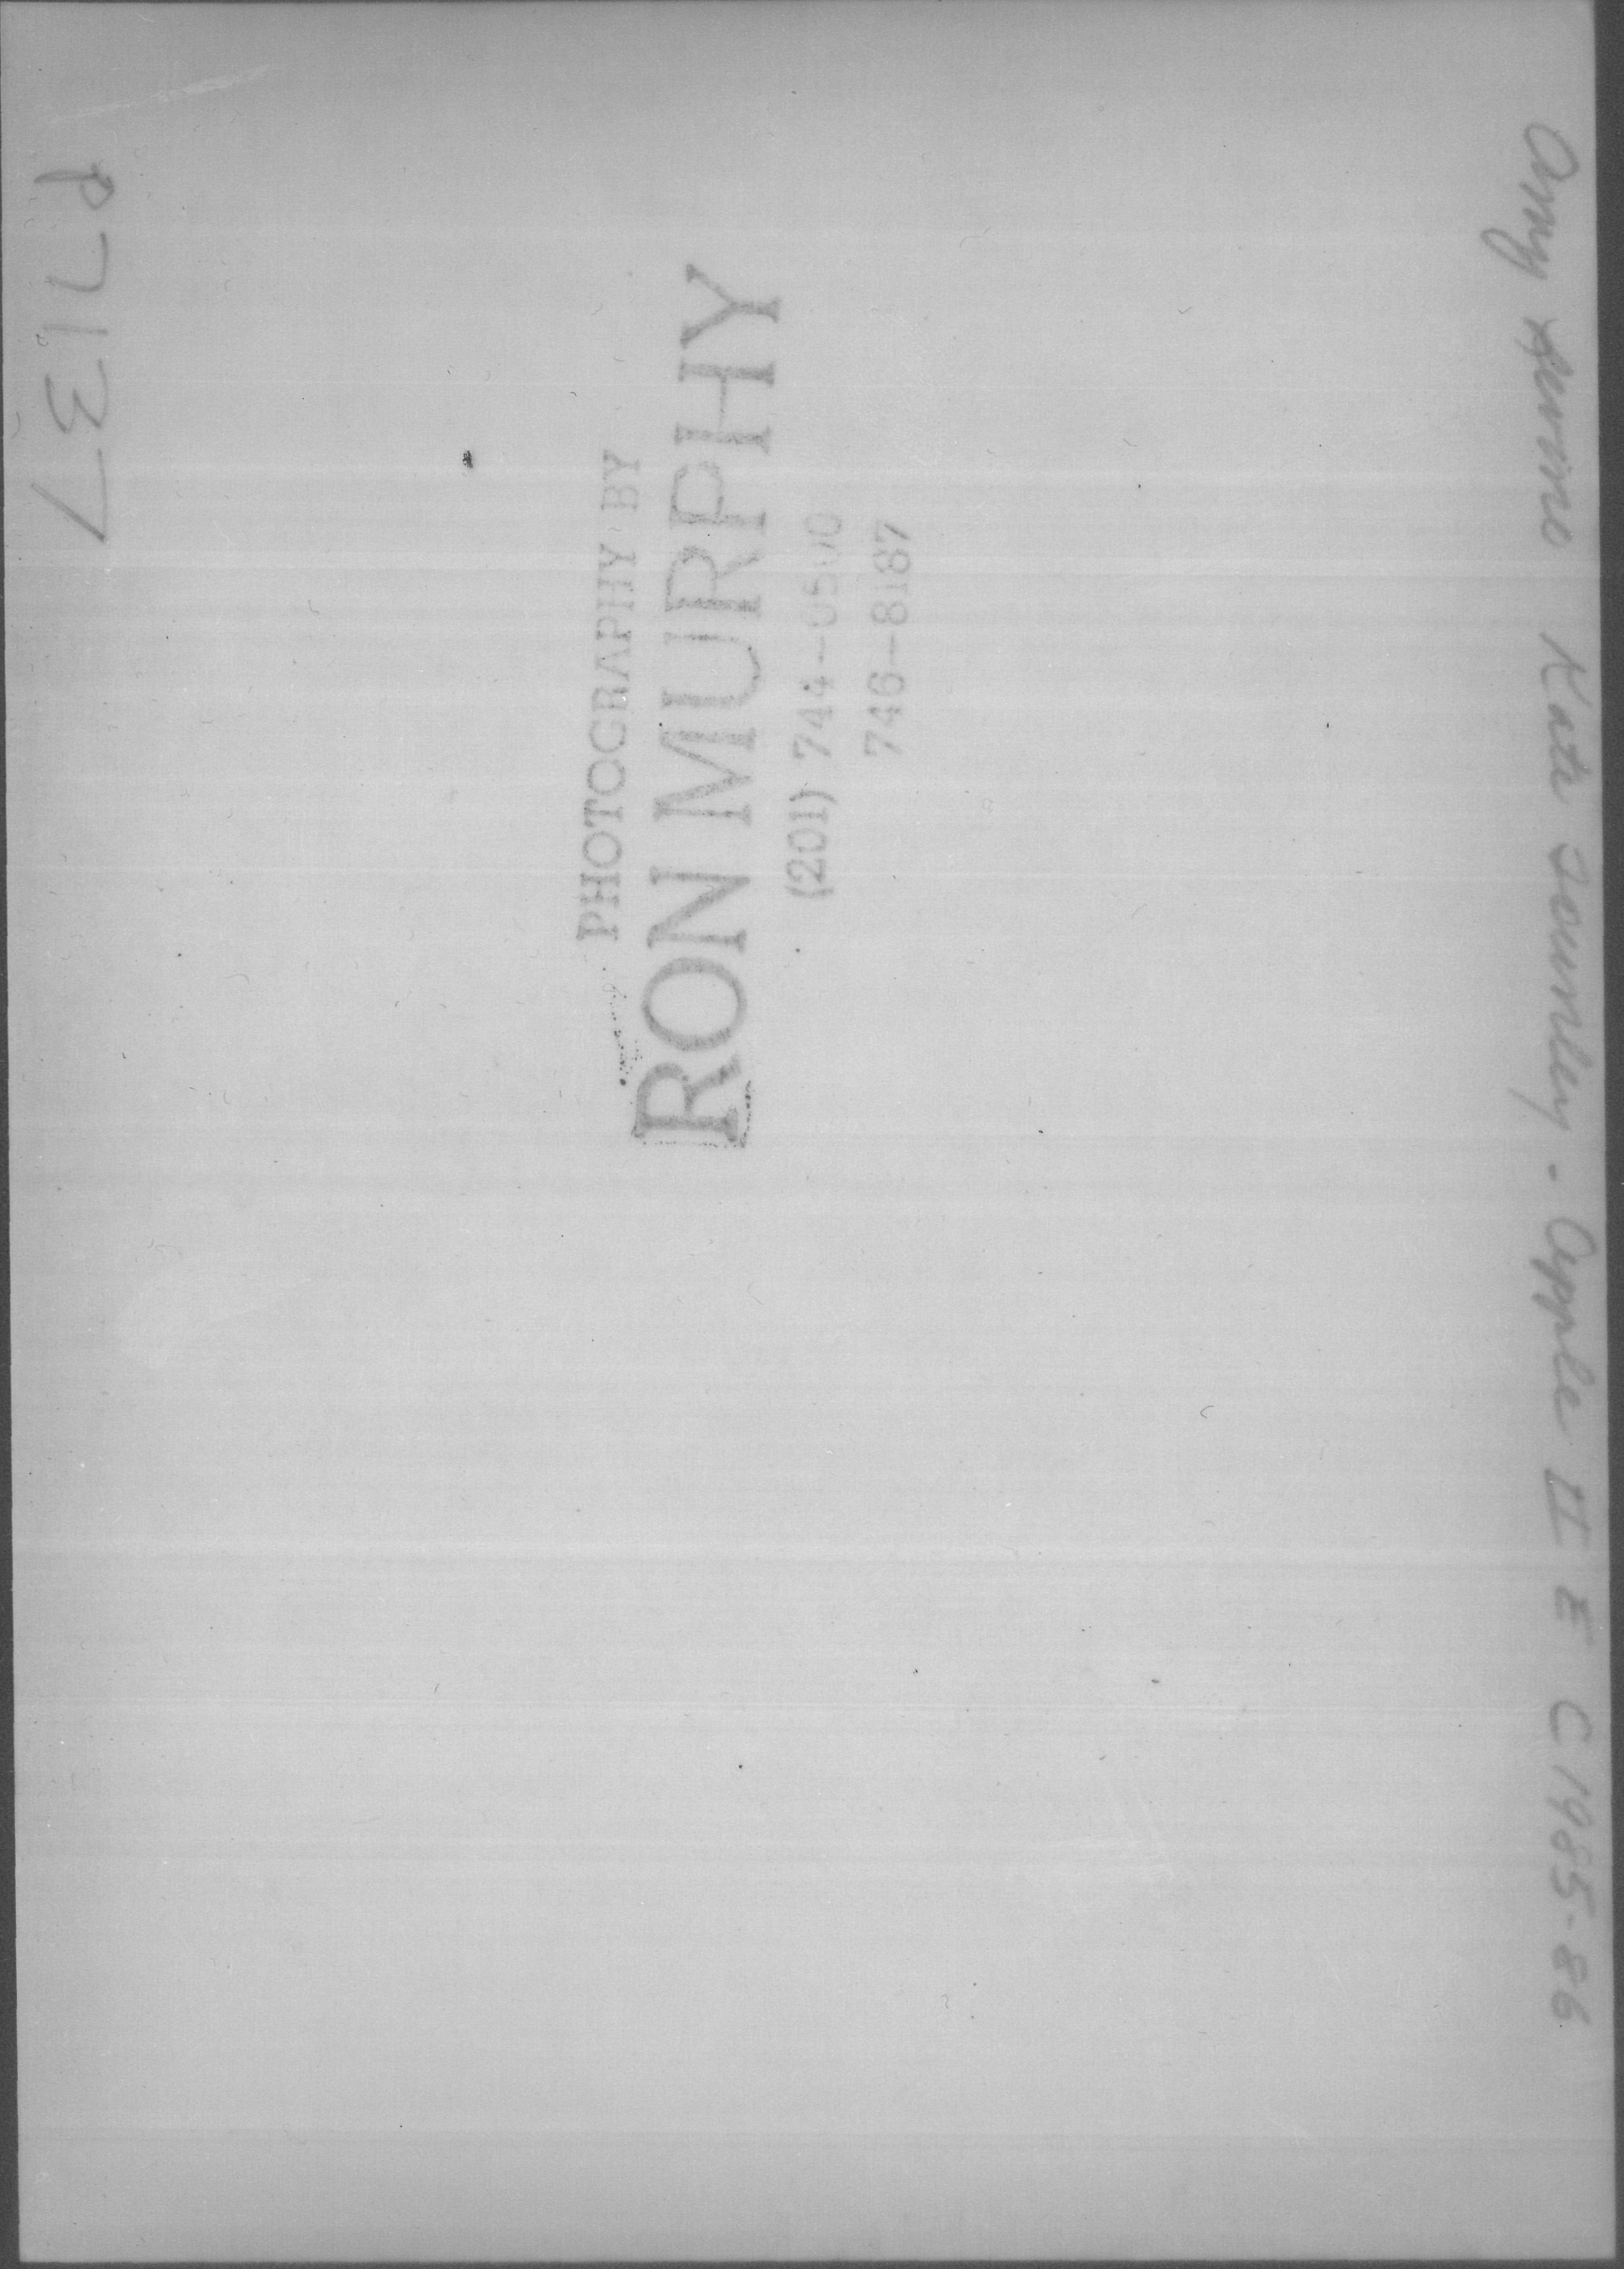 PHOTOGRAPHY BY
RON MURPHY
(201) 744-0500
746-8187
Amy Kate - Apple II E C 1985-86
P7137